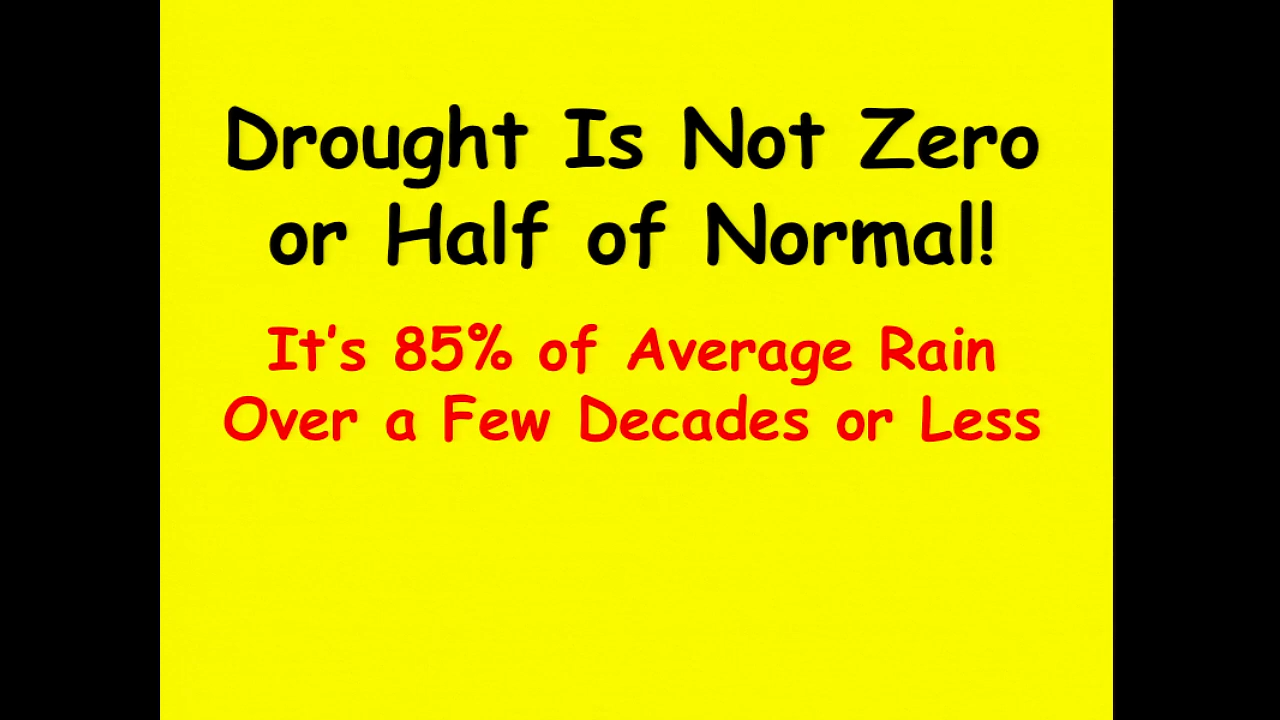 Drought Is Not Zero
or Half of Normal!
It's 85% of Average Rain
Over a Few Decades or Less